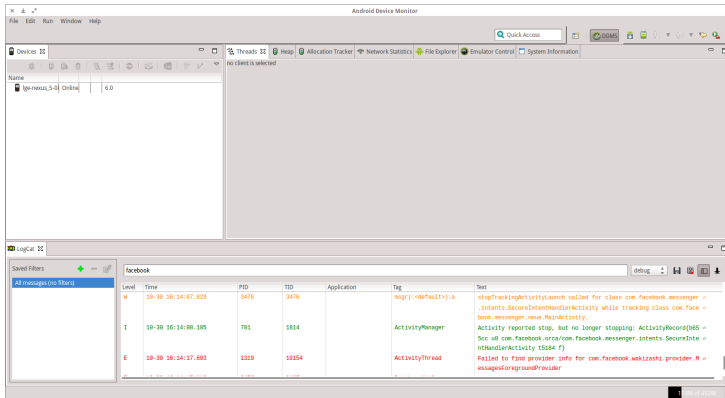 Android Device Monitor
File Edit Run Window Help
Quick Access
DDMS
Devices
Threads Heap Allocation Tracker Network Statistics File Explorer Emulator Control System Information
no client is selected
Name
lge-nexus_5-0 Online 6.0
LogCat
Saved Filters
facebook
debug
All messages (no filters)
Level Time PID TID Application Tag Text
W 10-30 16:14:07.828 3476 3476 msgr(:<default>):a stopTrackingActivityLaunch called for class com.facebook.messenger
.intents.SecureIntentHandlerActivity while tracking class com.face
book.messenger.neue.MainActivity.
I 10-30 16:14:08.185 781 1814 ActivityManager Activity reported stop, but no longer stopping: ActivityRecord{b65
5cc u0 com.facebook.orca/com.facebook.messenger.intents.SecureInte
ntHandlerActivity t5184 f}
E 10-30 16:14:17.603 1319 10154 ActivityThread Failed to find provider info for com.facebook.wakizashi.provider.M
essagesForegroundProvider